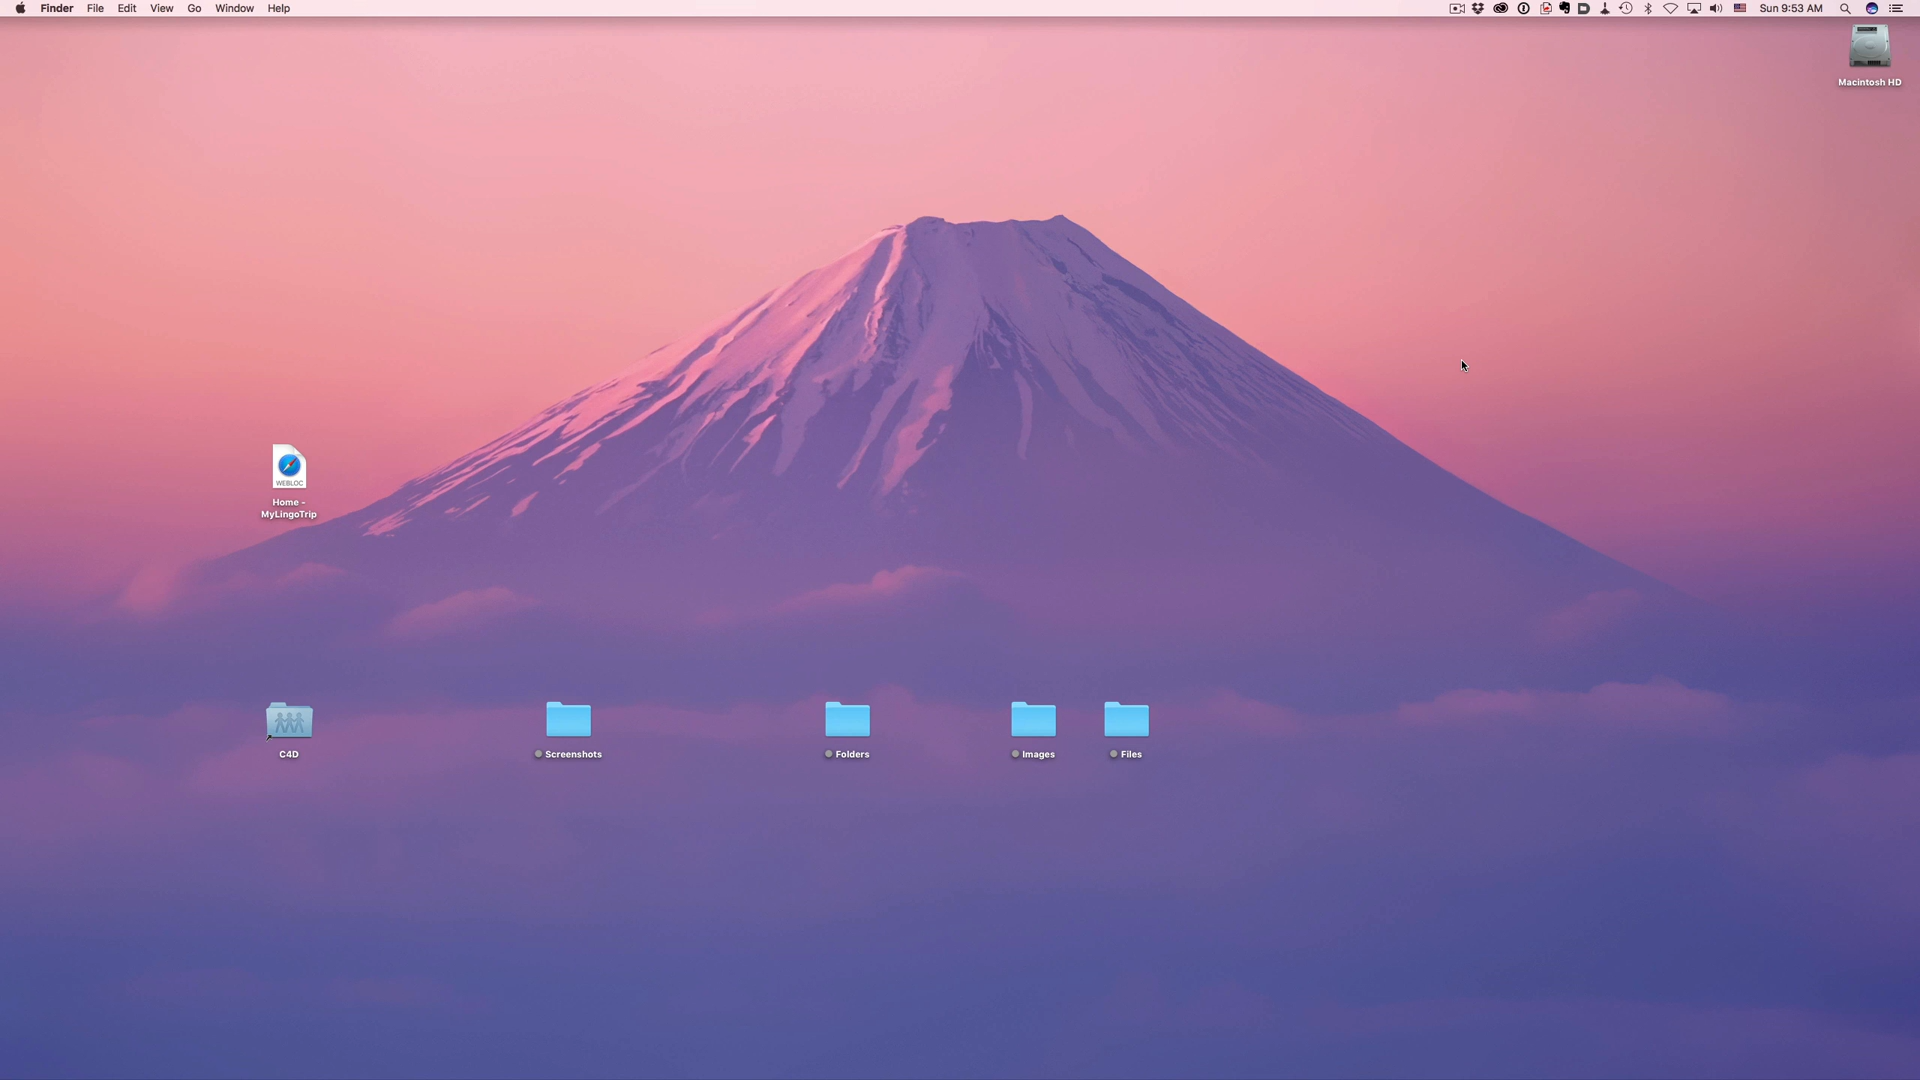 Finder File Edit View Go Window Help Sun 9:53 AM
Macintosh HD
WEBLOC
Home -
MyLingoTrip
C4D Screenshots Folders Images Files